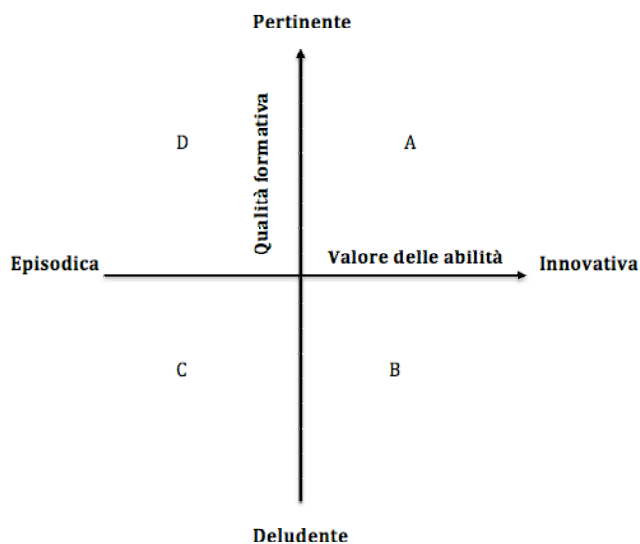 Pertinente
D
Qualità formativa
A
Episodica
Valore delle abilità
Innovativa
C
B
Deludente